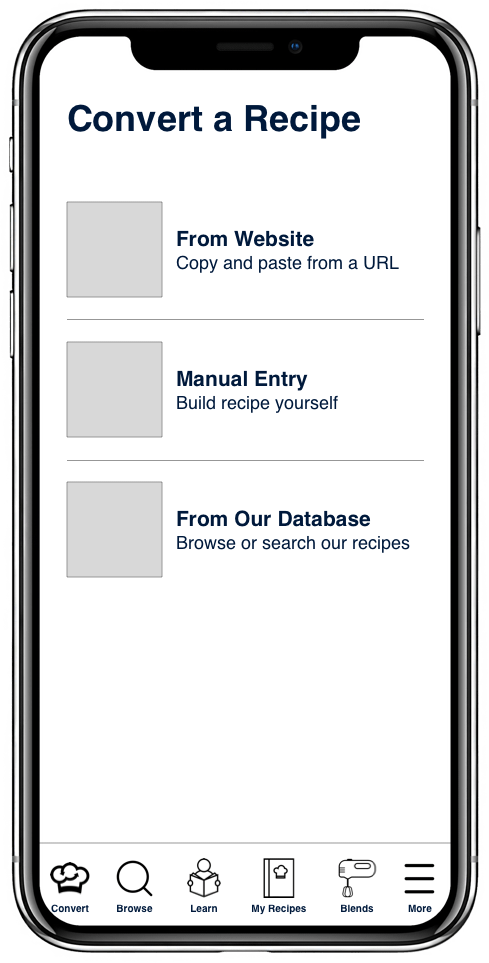 Convert a Recipe
From Website
Copy and paste from a URL
Manual Entry
Build recipe yourself
From Our Database
Browse or search our recipes
Convert
Browse
Learn
My Recipes
Blends
More